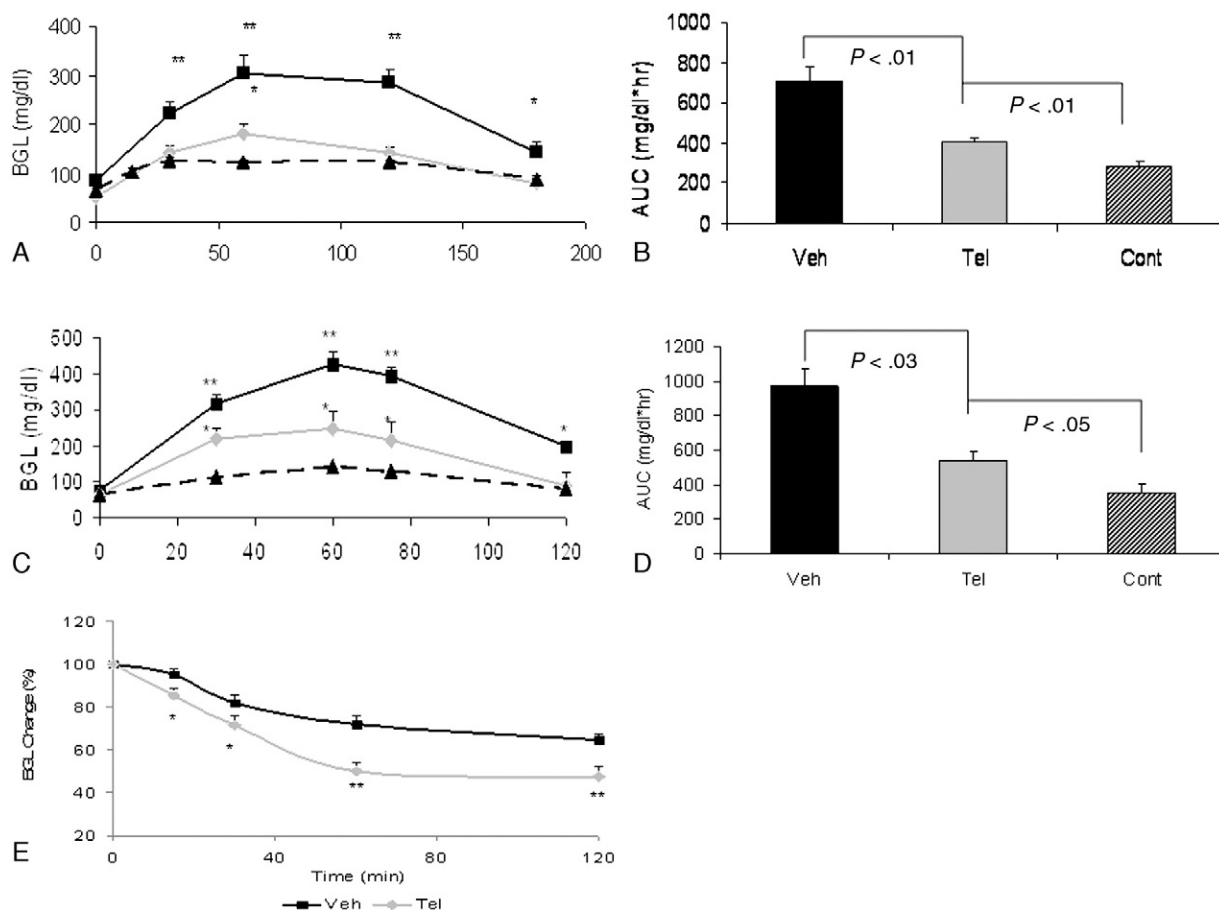 BGL (mg/dl)
400
300
200
100
0
** ** ** * *
0 50 100 150 200
A
AUC (mg/dl*hr)
1000
800
600
400
200
0
P < .01
P < .01
Veh Tel Cont
B
BGL (mg/dl)
500
400
300
200
100
0
** ** ** * * * *
0 20 40 60 80 100 120
C
AUC (mg/dl*hr)
1200
1000
800
600
400
200
0
P < .03
P < .05
Veh Tel Cont
D
BGL Change (%)
120
100
80
60
40
20
* * ** **
0 40 80 120
Time (min)
E
Veh Tel